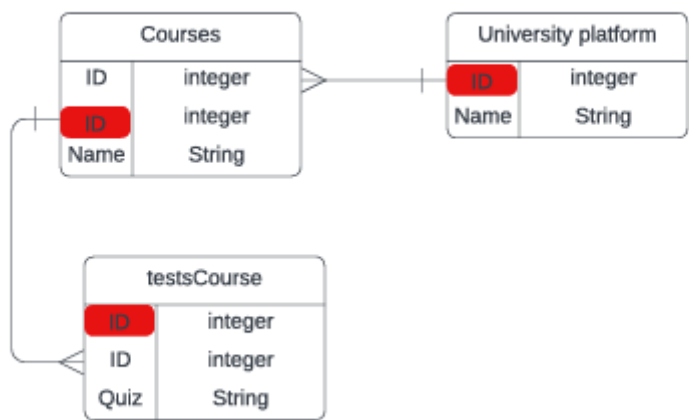 Courses
ID integer
ID integer
Name String
University platform
ID integer
Name String
testsCourse
ID integer
ID integer
Quiz String